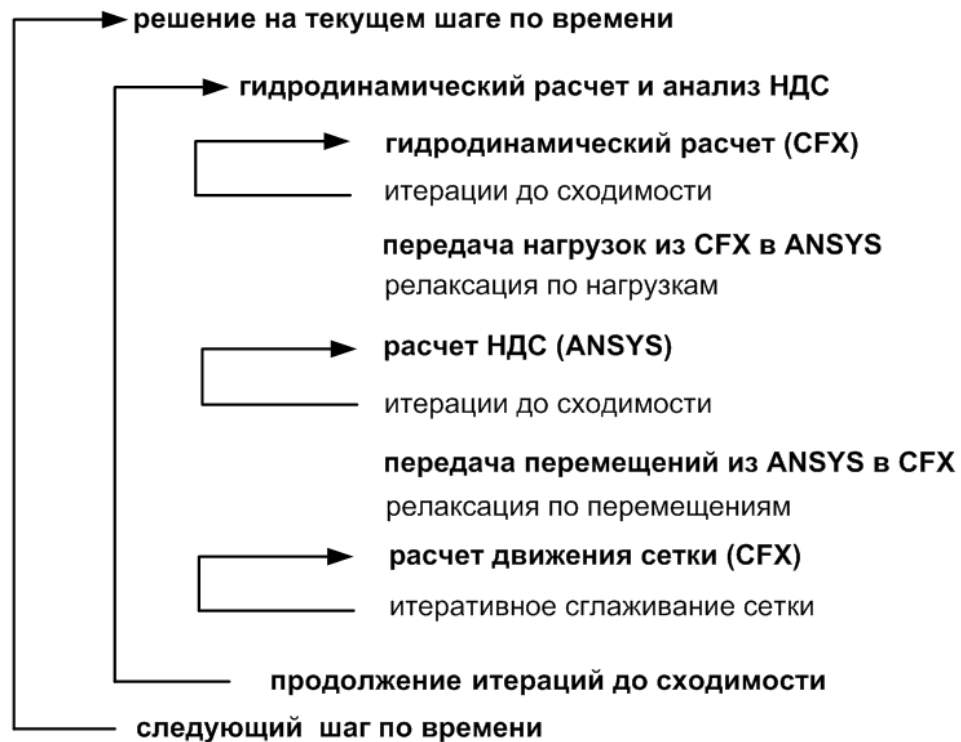 решение на текущем шаге по времени
гидродинамический расчет и анализ НДС
гидродинамический расчет (CFX)
итерации до сходимости
передача нагрузок из CFX в ANSYS
релаксация по нагрузкам
расчет НДС (ANSYS)
итерации до сходимости
передача перемещений из ANSYS в CFX
релаксация по перемещениям
расчет движения сетки (CFX)
итеративное сглаживание сетки
продолжение итераций до сходимости
следующий шаг по времени